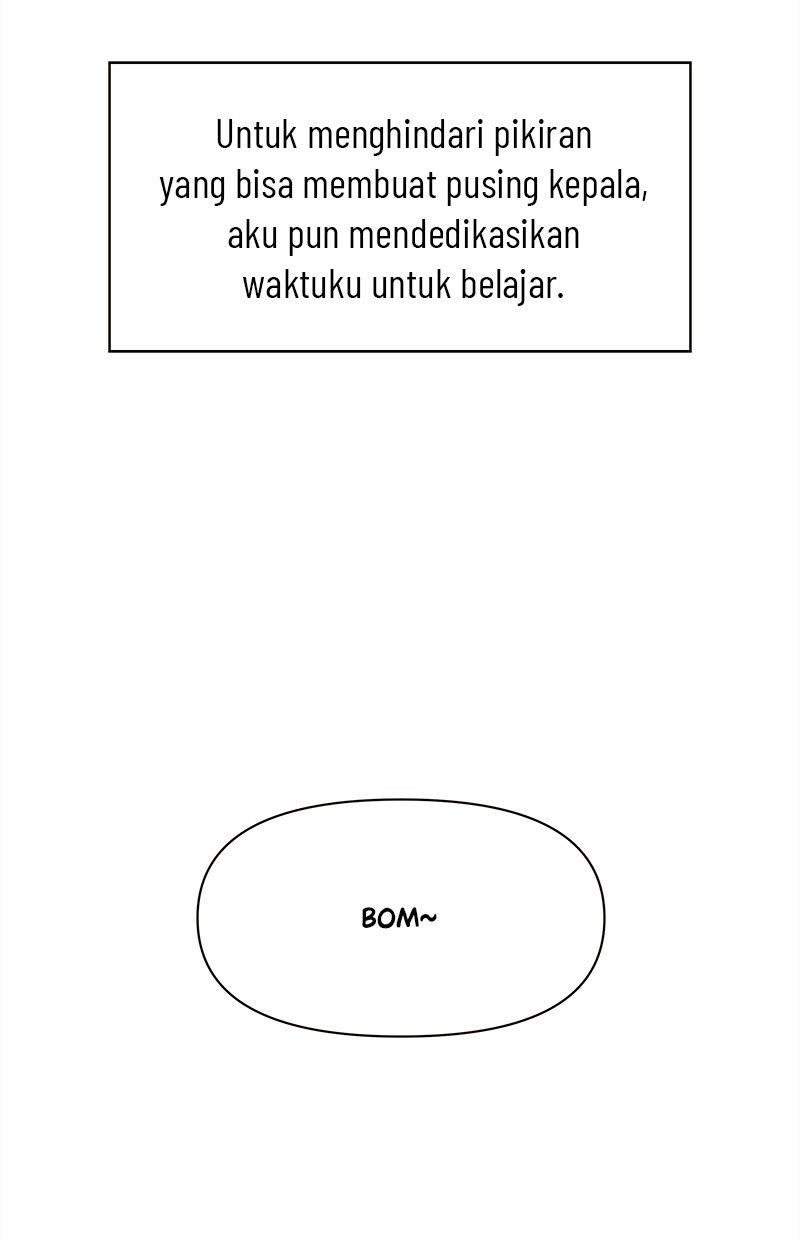 Untuk menghindari pikiran
yang bisa membuat pusing kepala,
aku pun mendedikasikan
waktuku untuk belajar.
BOM~